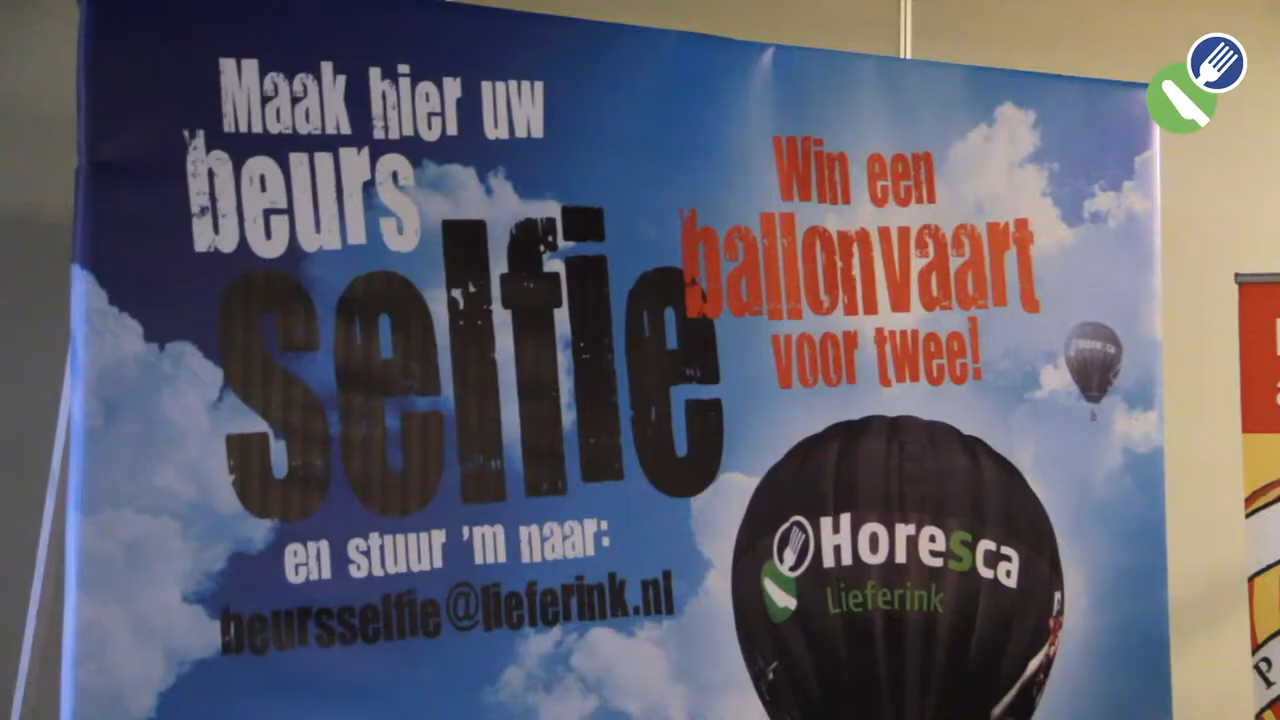 Maak hier uw
beurs
selfie
en stuur 'm naar:
beursselfie@lieferink.nl
Win een
ballonvaart
voor twee!
Horesca
Lieferink
P